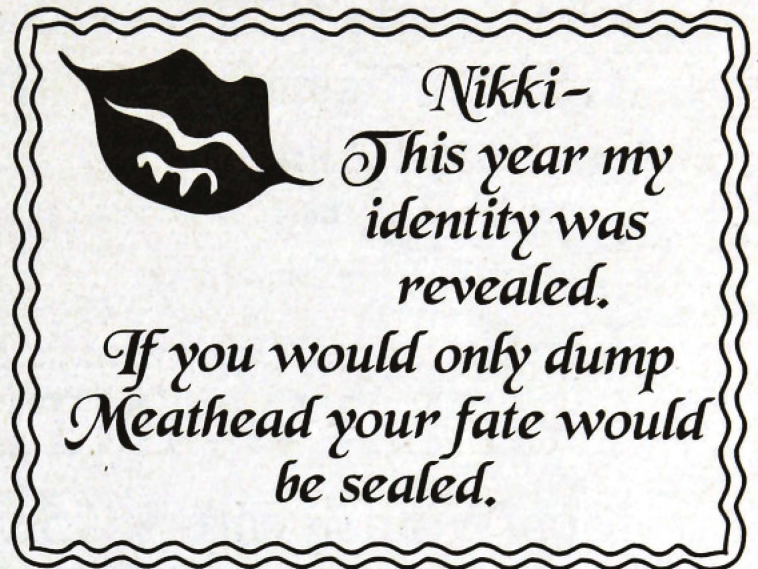 Nikki-
This year my
identity was
revealed.
If you would only dump
Meathead your fate would
be sealed.